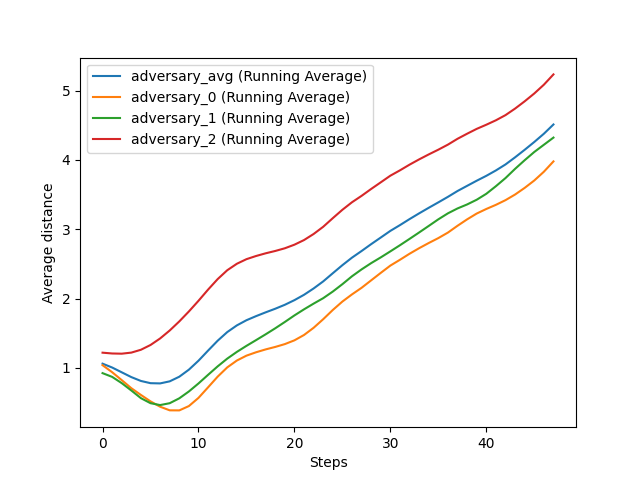 adversary_avg (Running Average)
adversary_0 (Running Average)
adversary_1 (Running Average)
adversary_2 (Running Average)
Average distance
5
4
3
2
1
0 10 20 30 40
Steps